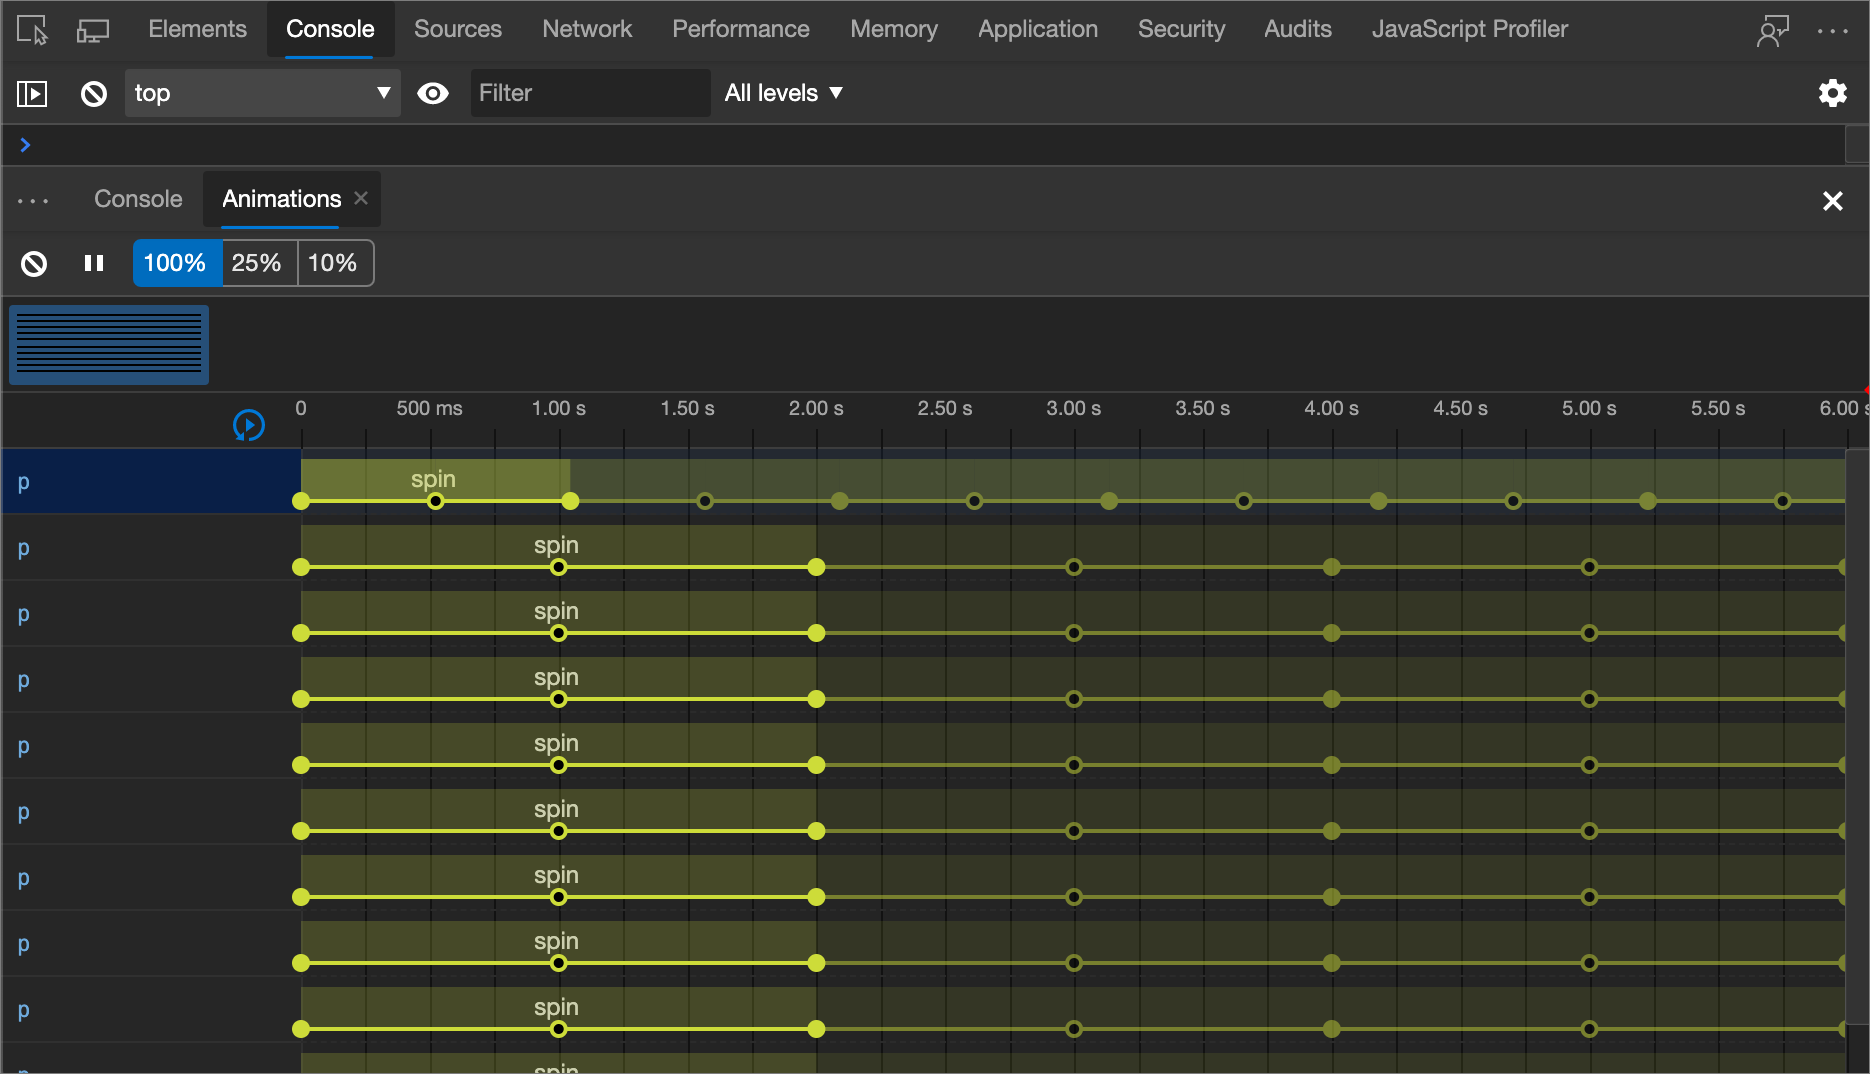 Elements Console Sources Network Performance Memory Application Security Audits JavaScript Profiler
top Filter All levels
Console Animations
100% 25% 10%
0 500 ms 1.00 s 1.50 s 2.00 s 2.50 s 3.00 s 3.50 s 4.00 s 4.50 s 5.00 s 5.50 s 6.00 s
p spin
p spin
p spin
p spin
p spin
p spin
p spin
p spin
p spin
p spin